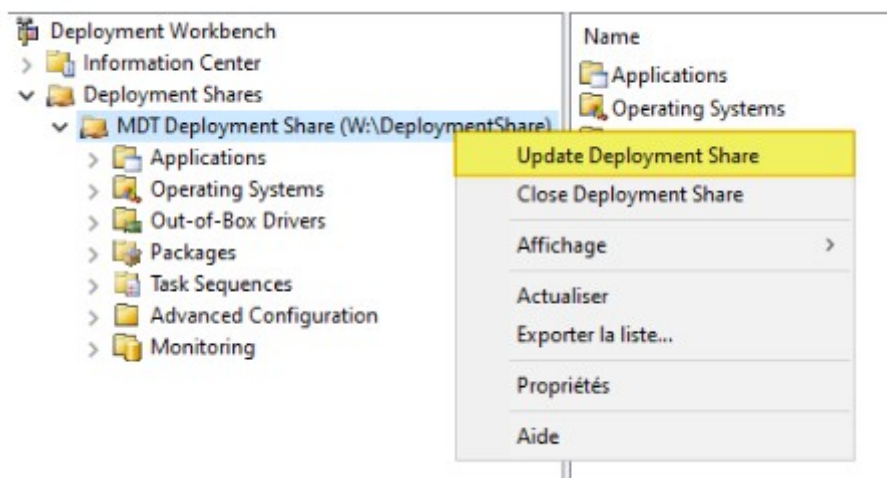 Deployment Workbench
Information Center
Deployment Shares
MDT Deployment Share (W:\DeploymentShare)
Applications
Operating Systems
Out-of-Box Drivers
Packages
Task Sequences
Advanced Configuration
Monitoring
Name
Applications
Operating Systems
Update Deployment Share
Close Deployment Share
Affichage
Actualiser
Exporter la liste...
Propriétés
Aide